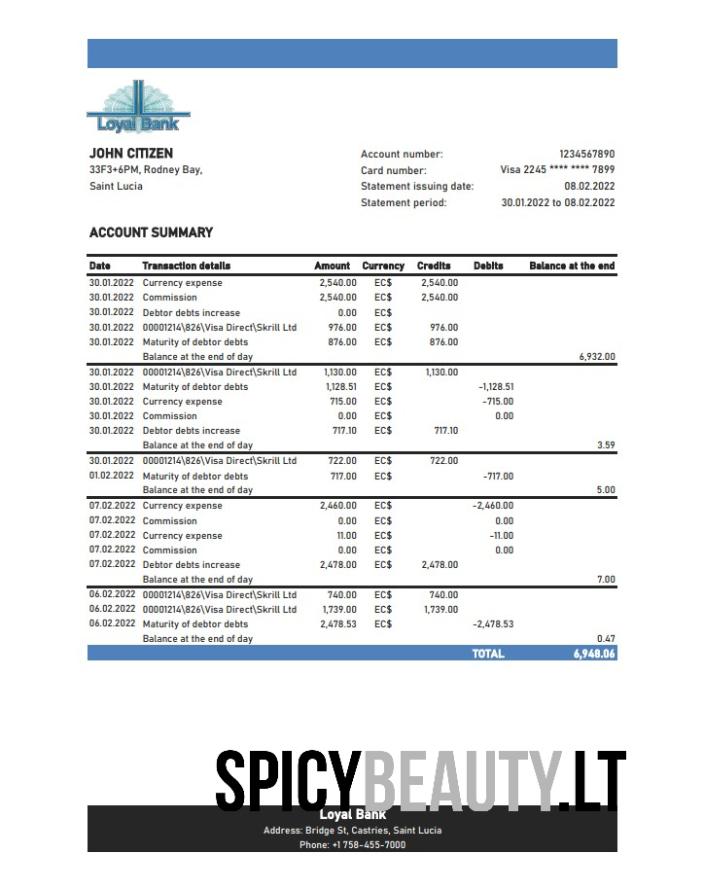 Loyal Bank
JOHN CITIZEN
33F3+6PM, Rodney Bay,
Saint Lucia
Account number: 1234567890
Card number: Visa 2245 **** **** 7899
Statement issuing date: 08.02.2022
Statement period: 30.01.2022 to 08.02.2022
ACCOUNT SUMMARY
Date Transaction details Amount Currency Credits Debits Balance at the end
30.01.2022 Currency expense 2,540.00 EC$ 2,540.00
30.01.2022 Commission 2,540.00 EC$ 2,540.00
30.01.2022 Debtor debts increase 0.00 EC$
30.01.2022 00001214\826\Visa Direct\Skrill Ltd 976.00 EC$ 976.00
30.01.2022 Maturity of debtor debts 876.00 EC$ 876.00
Balance at the end of day 6,932.00
30.01.2022 00001214\826\Visa Direct\Skrill Ltd 1,130.00 EC$ 1,130.00
30.01.2022 Maturity of debtor debts 1,128.51 EC$ -1,128.51
30.01.2022 Currency expense 715.00 EC$ -715.00
30.01.2022 Commission 0.00 EC$ 0.00
30.01.2022 Debtor debts increase 717.10 EC$ 717.10
Balance at the end of day 3.59
30.01.2022 00001214\826\Visa Direct\Skrill Ltd 722.00 EC$ 722.00
01.02.2022 Maturity of debtor debts 717.00 EC$ -717.00
Balance at the end of day 5.00
07.02.2022 Currency expense 2,460.00 EC$ -2,460.00
07.02.2022 Commission 0.00 EC$ 0.00
07.02.2022 Currency expense 11.00 EC$ -11.00
07.02.2022 Commission 0.00 EC$ 0.00
07.02.2022 Debtor debts increase 2,478.00 EC$ 2,478.00
Balance at the end of day 7.00
06.02.2022 00001214\826\Visa Direct\Skrill Ltd 740.00 EC$ 740.00
06.02.2022 00001214\826\Visa Direct\Skrill Ltd 1,739.00 EC$ 1,739.00
06.02.2022 Maturity of debtor debts 2,478.53 EC$ -2,478.53
Balance at the end of day 0.47
TOTAL 6,948.06
SPICYBEAUTY.LT
Loyal Bank
Address: Bridge St, Castries, Saint Lucia
Phone: +1 758-455-7000